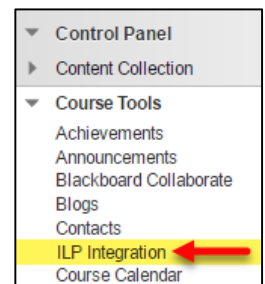 Control Panel
Content Collection
Course Tools
Achievements
Announcements
Blackboard Collaborate
Blogs
Contacts
ILP Integration
Course Calendar